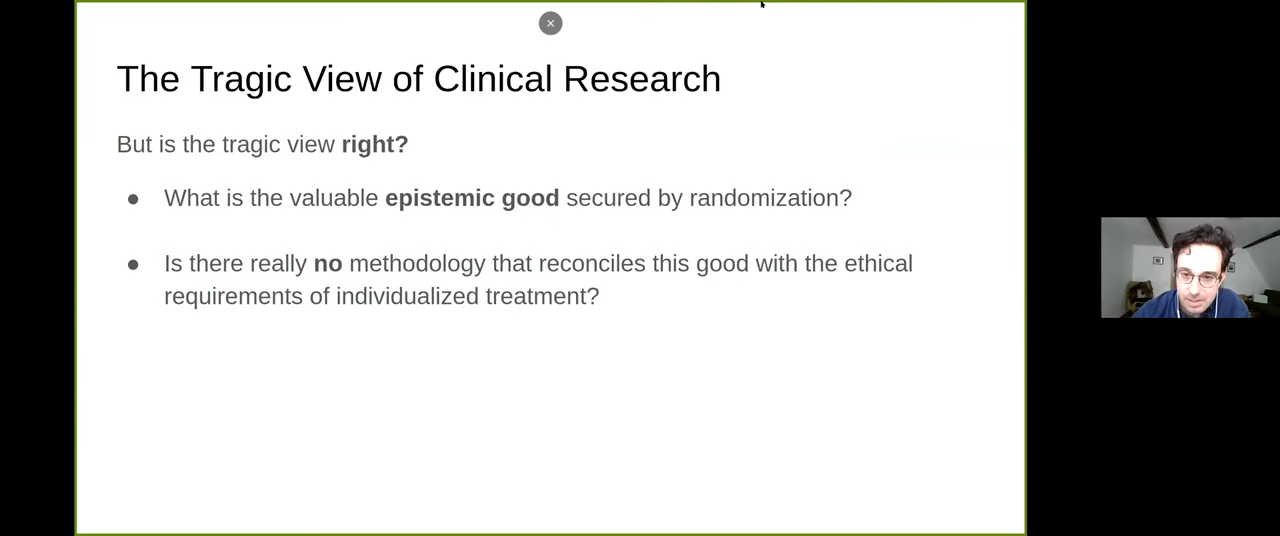 The Tragic View of Clinical Research
But is the tragic view right?
● What is the valuable epistemic good secured by randomization?
● Is there really no methodology that reconciles this good with the ethical
requirements of individualized treatment?